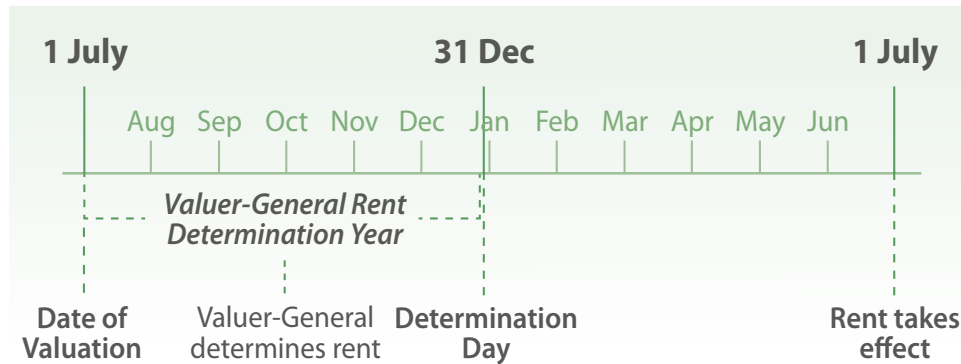 1 July 31 Dec 1 July
Aug Sep Oct Nov Dec Jan Feb Mar Apr May Jun
Valuer-General Rent
Determination Year
Date of
Valuation
Valuer-General
determines rent
Determination
Day
Rent takes
effect